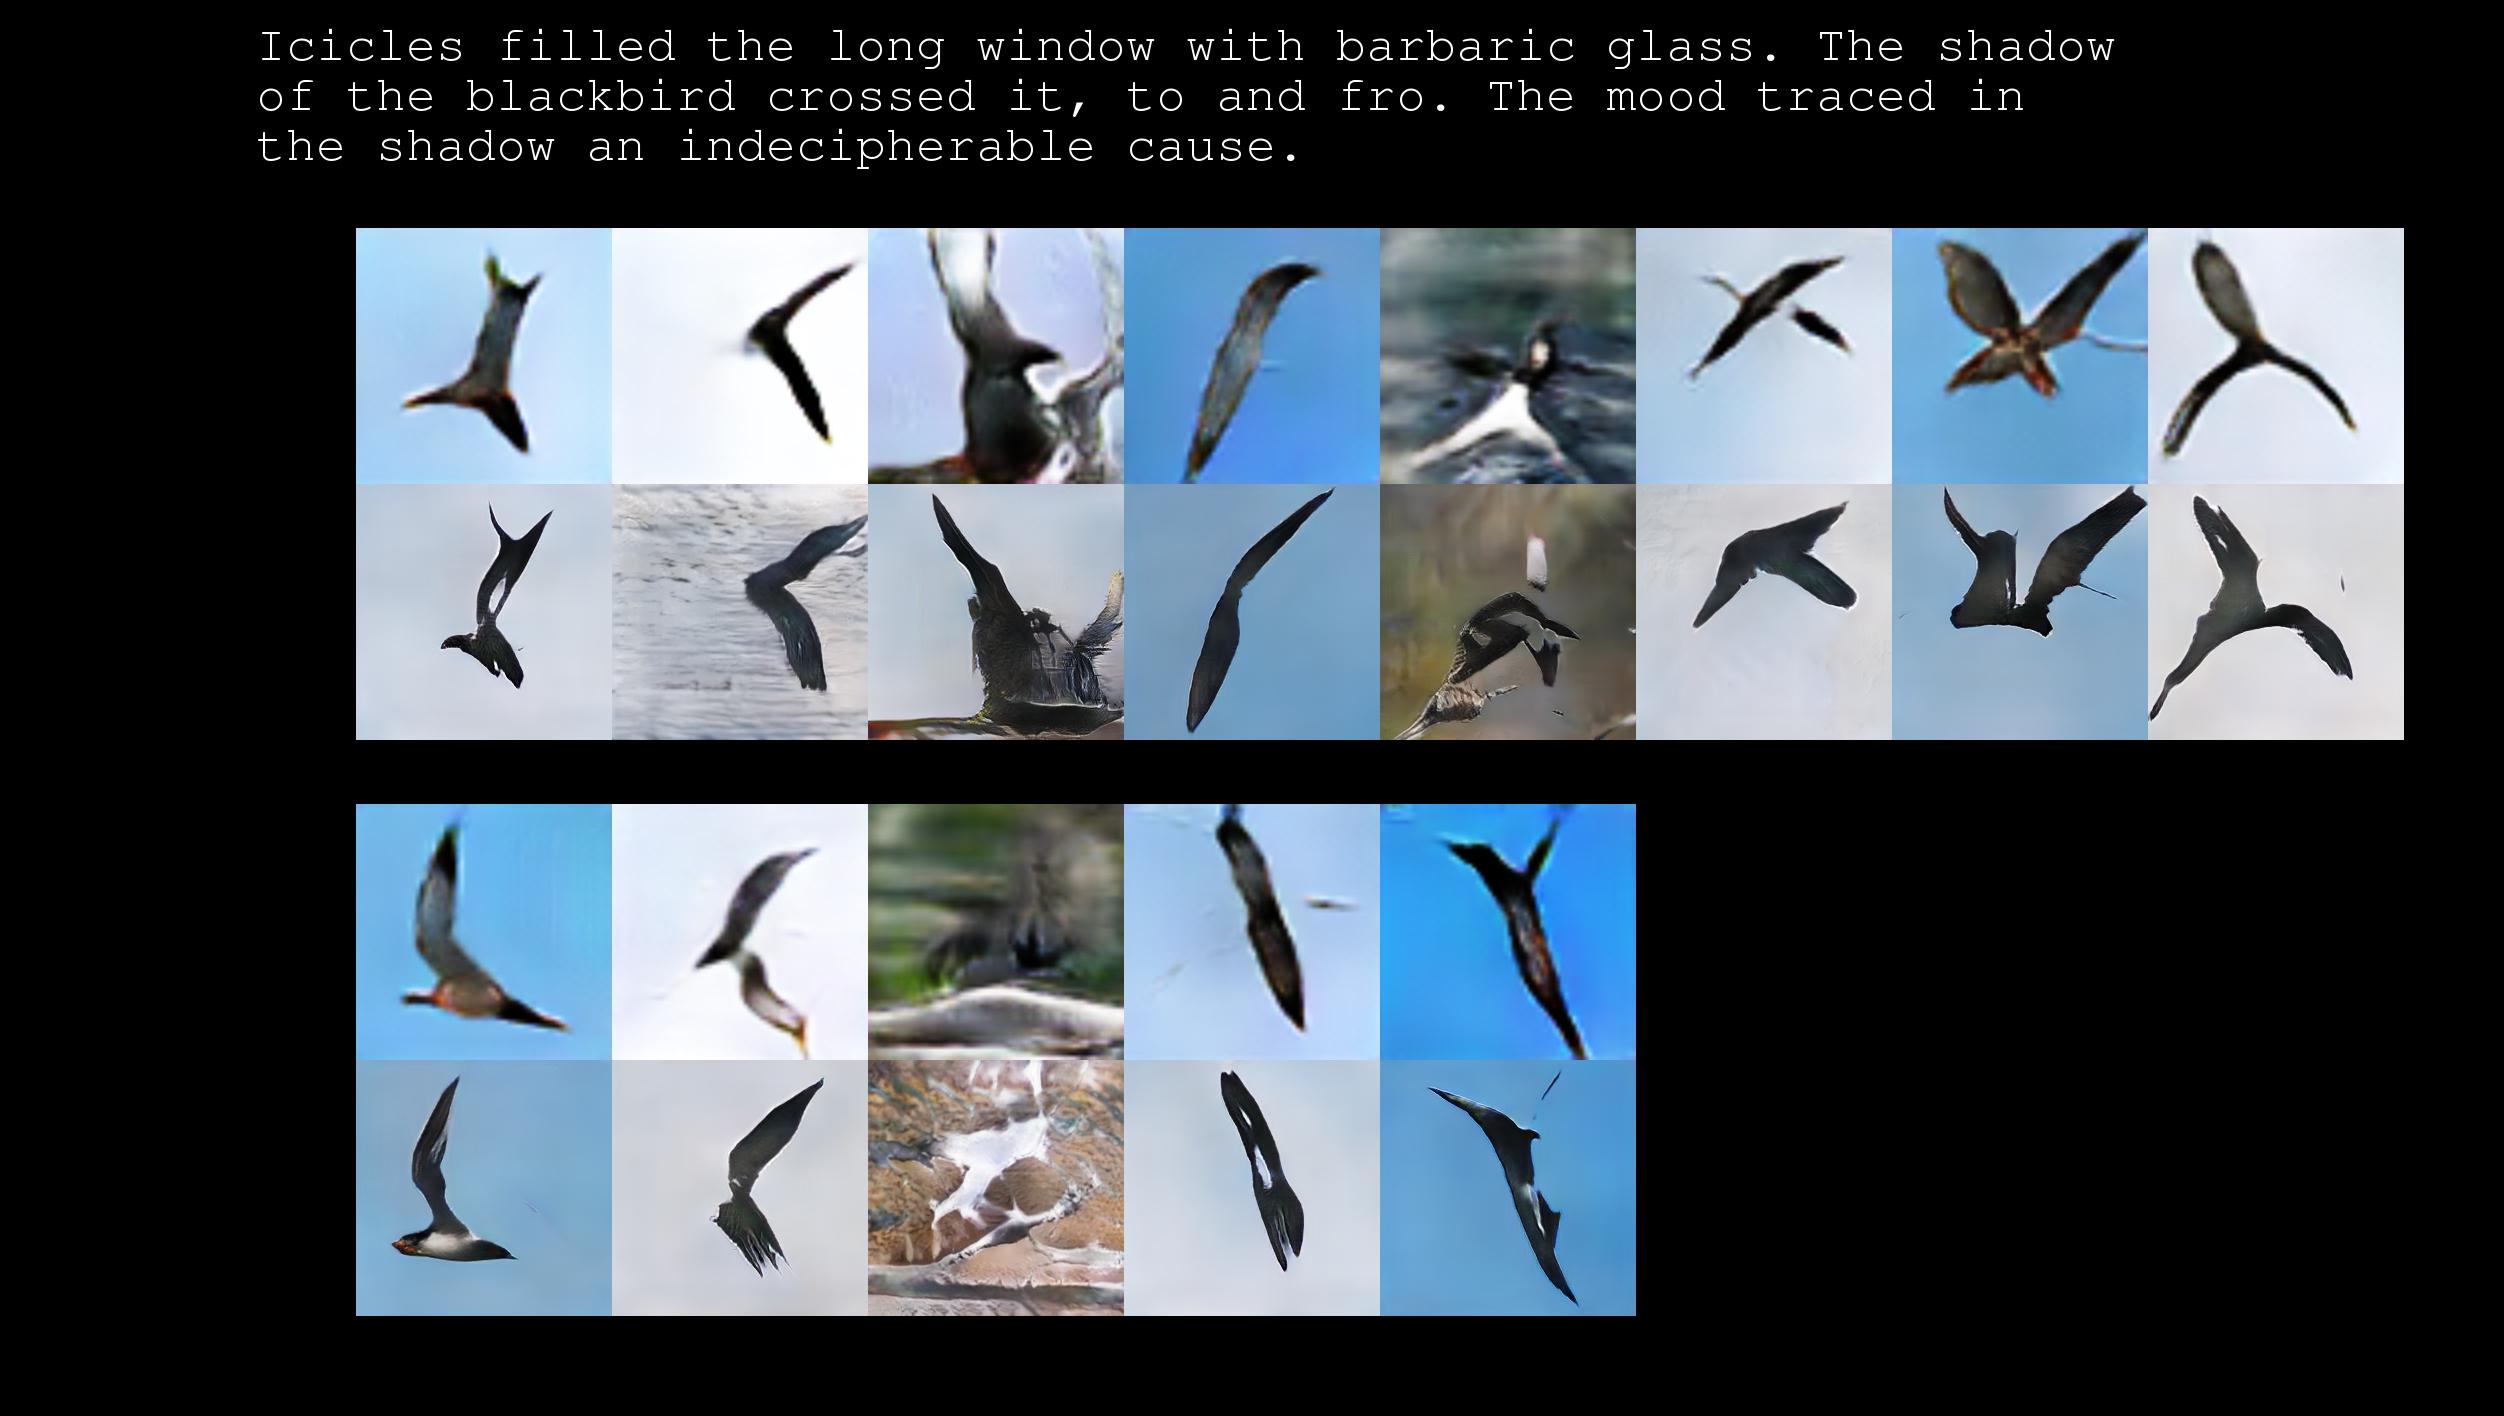 Icicles filled the long window with barbaric glass. The shadow
of the blackbird crossed it, to and fro. The mood traced in
the shadow an indecipherable cause.